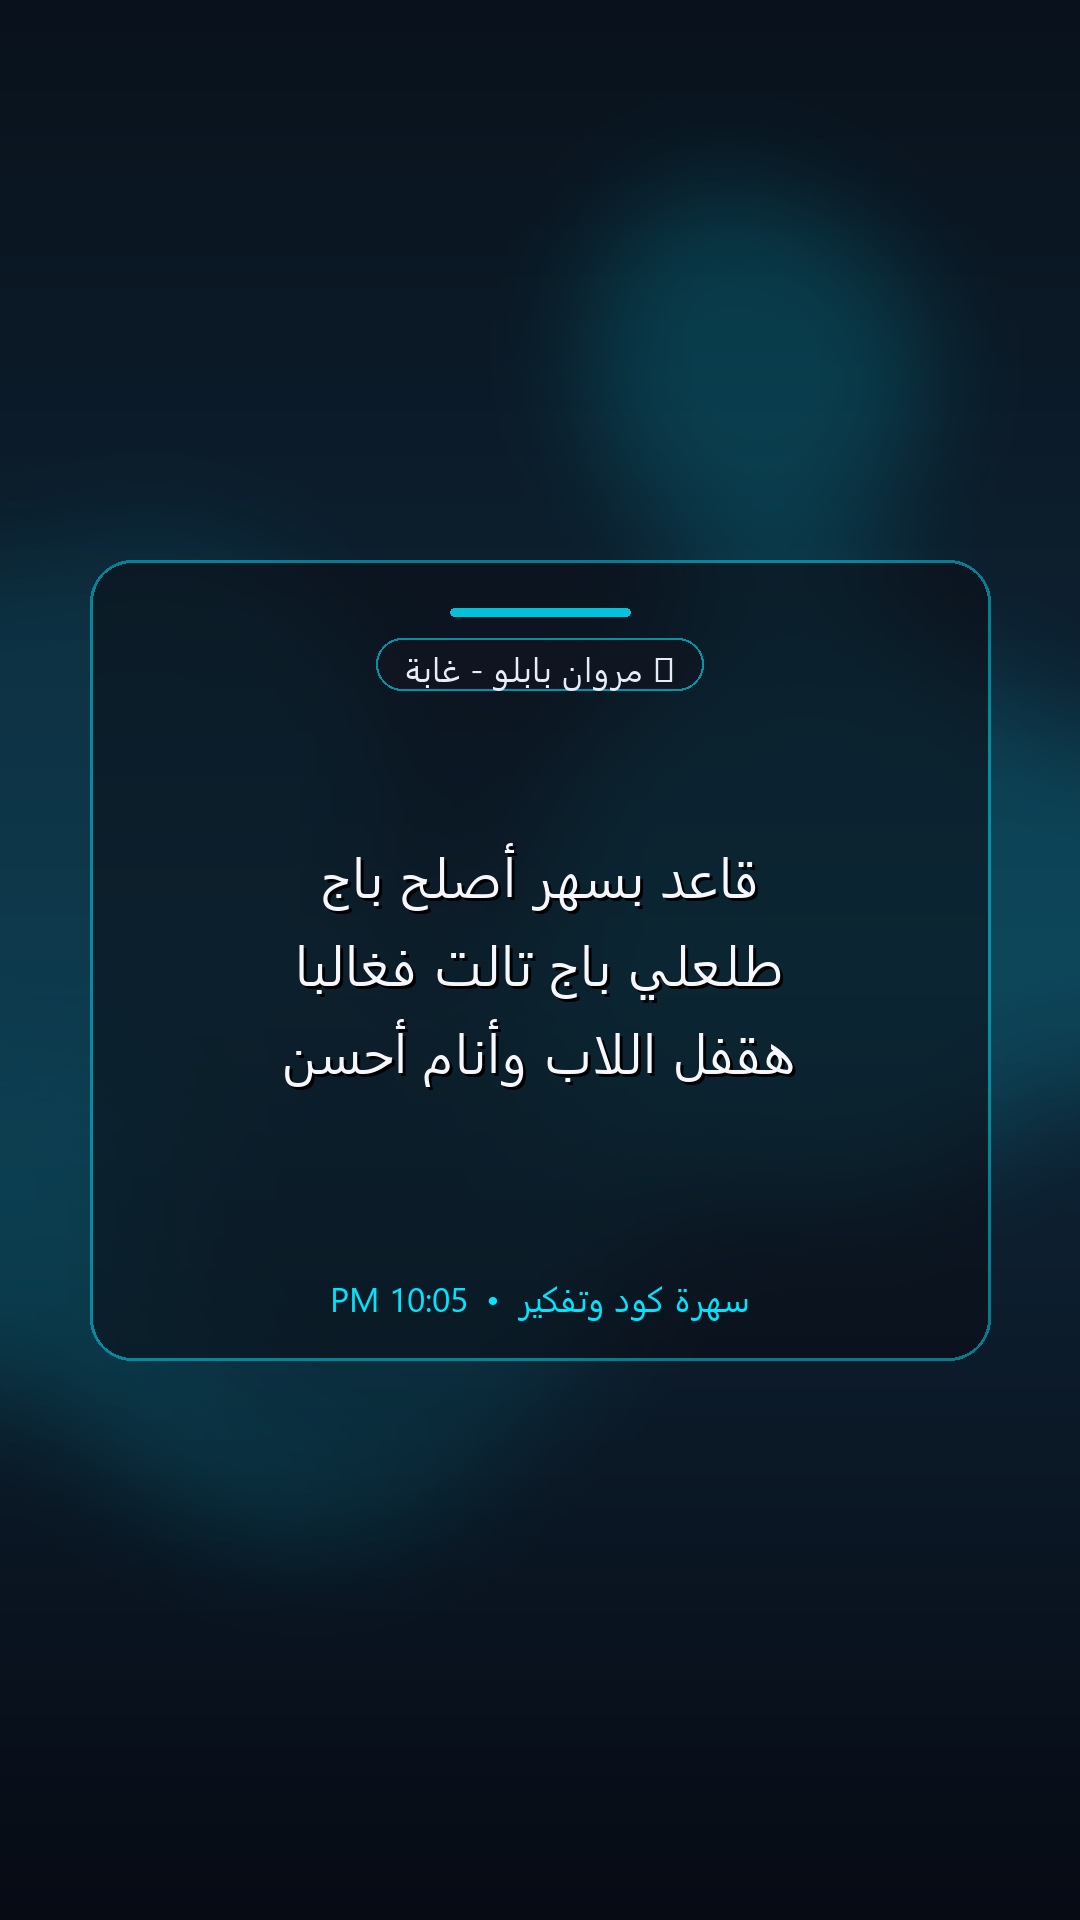 مروان بابلو - غابة
قاعد بسهر أصلح باج
طلعلي باج تالت فغالبا
هقفل اللاب وأنام أحسن
سهرة كود وتفكير • 10:05 PM